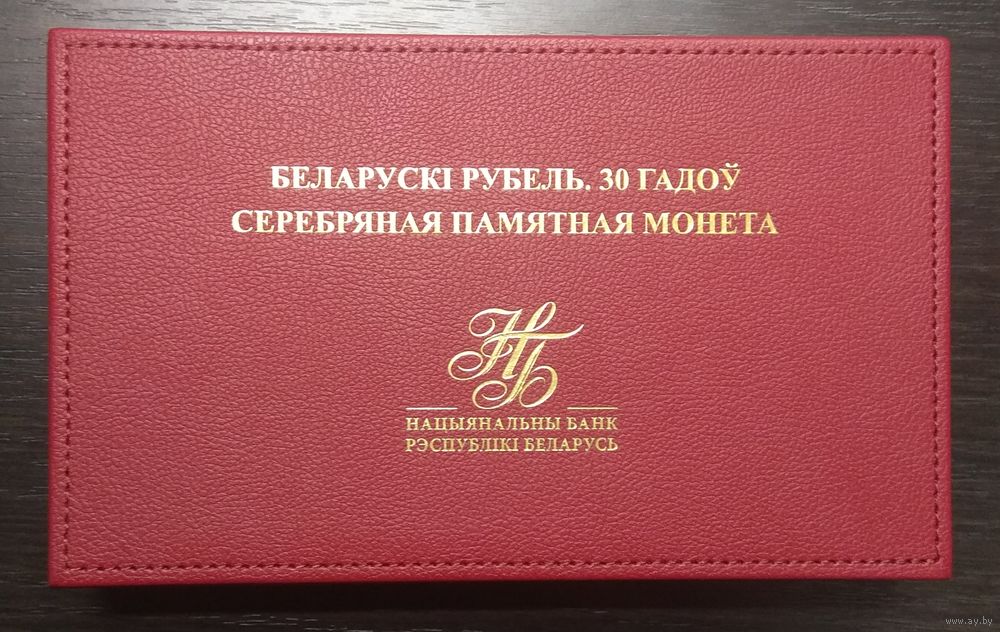 БЕЛАРУСКІ РУБЕЛЬ. 30 ГАДОЎ
СЕРЕБРЯНАЯ ПАМЯТНАЯ МОНЕТА
НБ
НАЦЫЯНАЛЬНЫ БАНК
РЭСПУБЛІКІ БЕЛАРУСЬ
www.ay.by